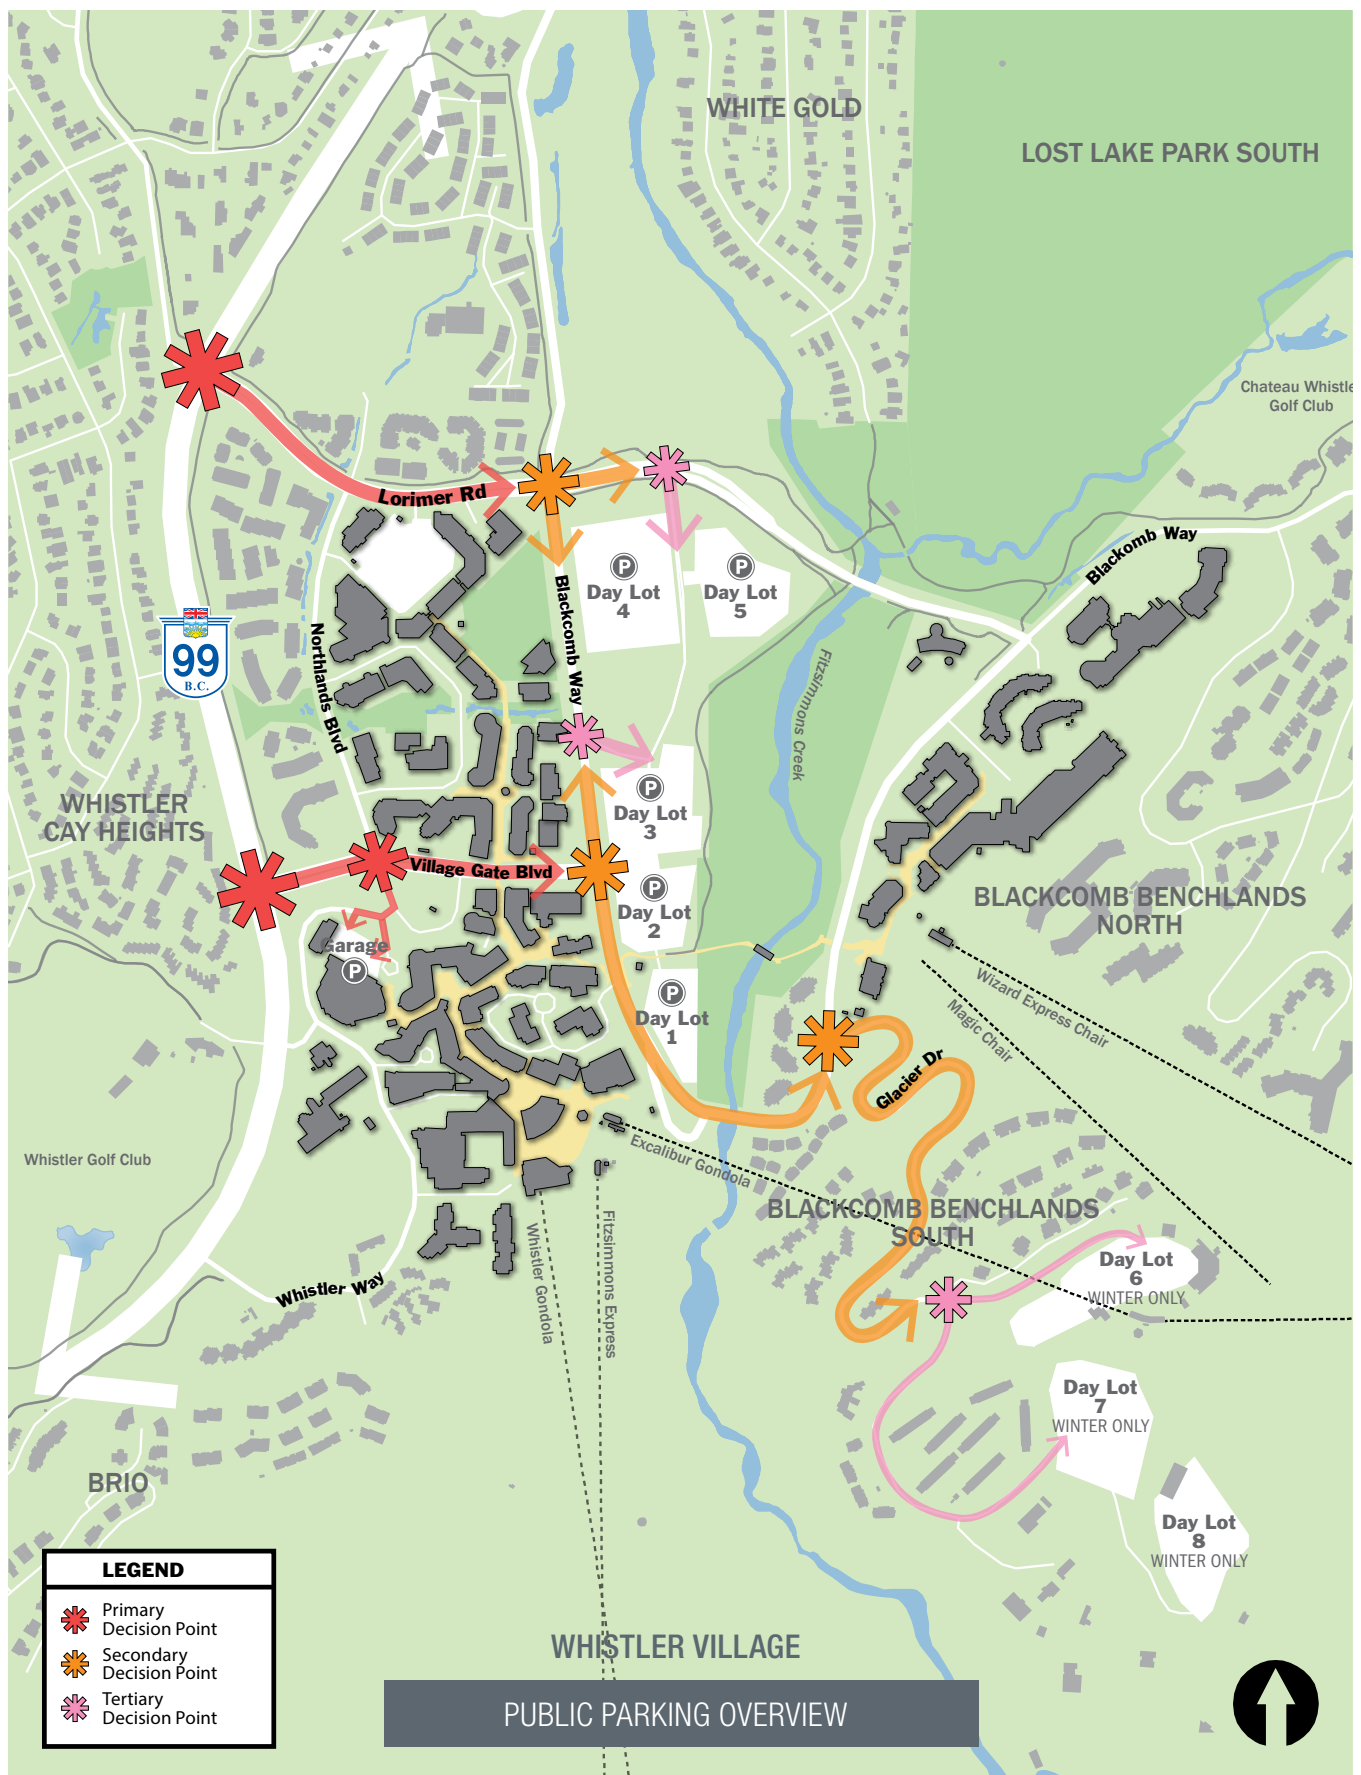 WHITE GOLD
LOST LAKE PARK SOUTH
Chateau Whistle
Golf Club
Lorimer Rd
Blackomb Way
P
Day Lot
4
P
Day Lot
5
Blackcomb Way
99
B.C.
Northlands Blvd
Fitzsimmons Creek
WHISTLER
CAY HEIGHTS
P
Day Lot
3
Village Gate Blvd
P
Day Lot
2
BLACKCOMB BENCHLANDS
NORTH
Garage
P
P
Day Lot
1
Wizard Express Chair
Magic Chair
Glacier Dr
Whistler Golf Club
Excalibur Gondola
BLACKCOMB BENCHLANDS
SOUTH
Whistler Gondola
Fitzsimmons Express
Whistler Way
Day Lot
6
WINTER ONLY
Day Lot
7
WINTER ONLY
BRIO
Day Lot
8
WINTER ONLY
LEGEND
Primary
Decision Point
Secondary
Decision Point
Tertiary
Decision Point
WHISTLER VILLAGE
PUBLIC PARKING OVERVIEW